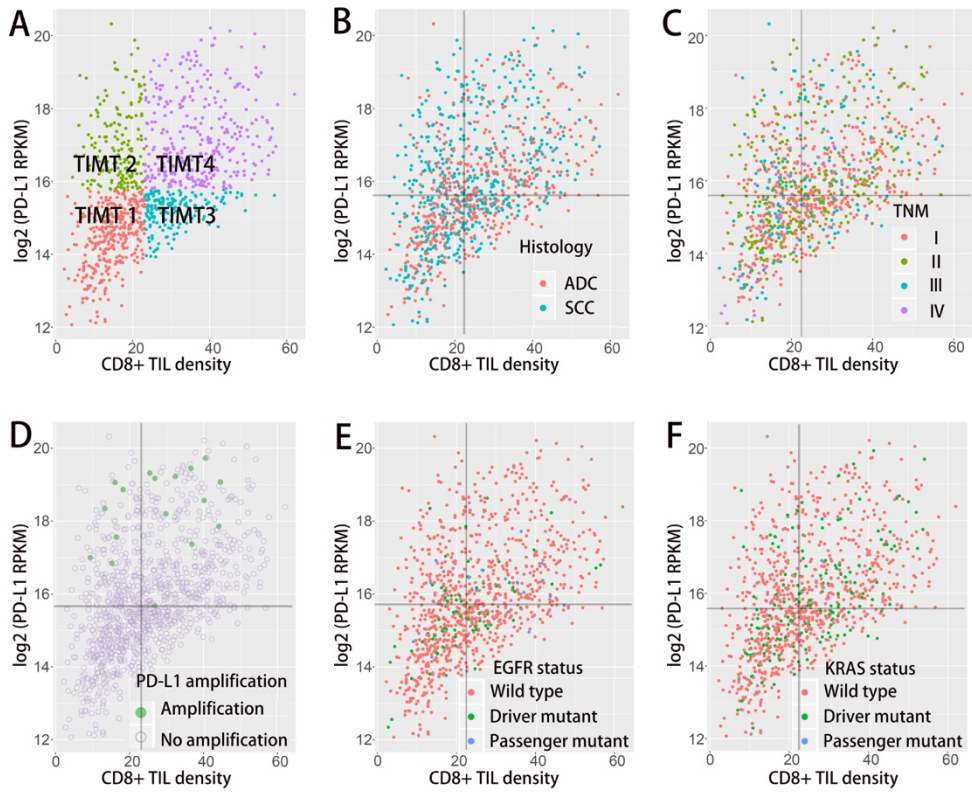 A
20
18
16
14
12
log2 (PD-L1 RPKM)
TIMT 2 TIMT4
TIMT 1 TIMT3
0 20 40 60
CD8+ TIL density
B
20
18
16
14
12
log2 (PD-L1 RPKM)
Histology
ADC
SCC
0 20 40 60
CD8+ TIL density
C
20
18
16
14
12
log2 (PD-L1 RPKM)
TNM
I
II
III
IV
0 20 40 60
CD8+ TIL density
D
20
18
16
14
12
log2 (PD-L1 RPKM)
PD-L1 amplification
Amplification
No amplification
0 20 40 60
CD8+ TIL density
E
20
18
16
14
12
log2 (PD-L1 RPKM)
EGFR status
Wild type
Driver mutant
Passenger mutant
0 20 40 60
CD8+ TIL density
F
20
18
16
14
12
log2 (PD-L1 RPKM)
KRAS status
Wild type
Driver mutant
Passenger mutant
0 20 40 60
CD8+ TIL density